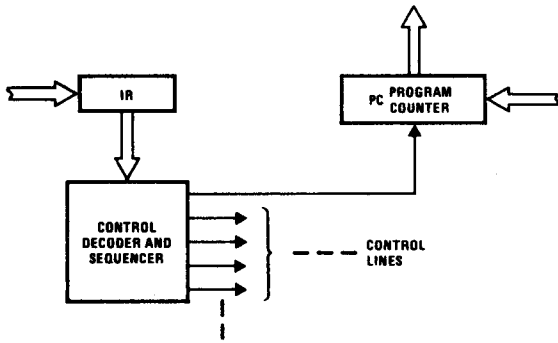 IR
PC PROGRAM
COUNTER
CONTROL
DECODER AND
SEQUENCER
CONTROL
LINES